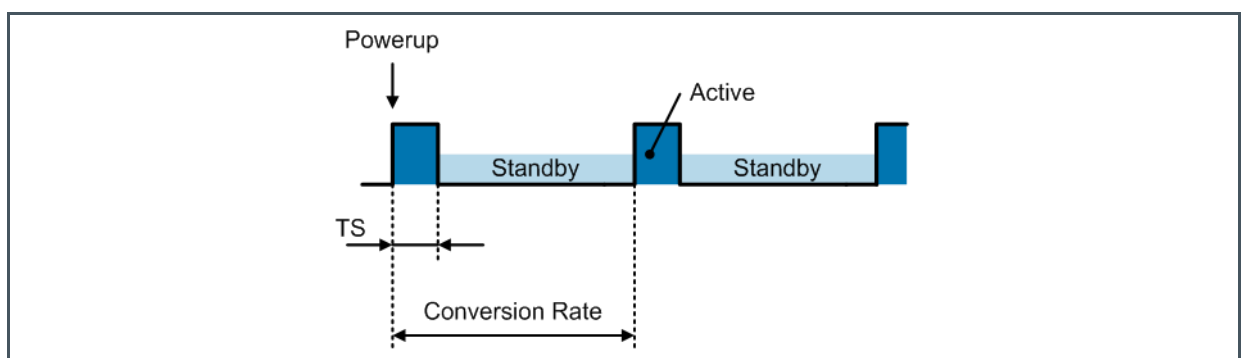 Powerup
Active
Standby
Standby
TS
Conversion Rate